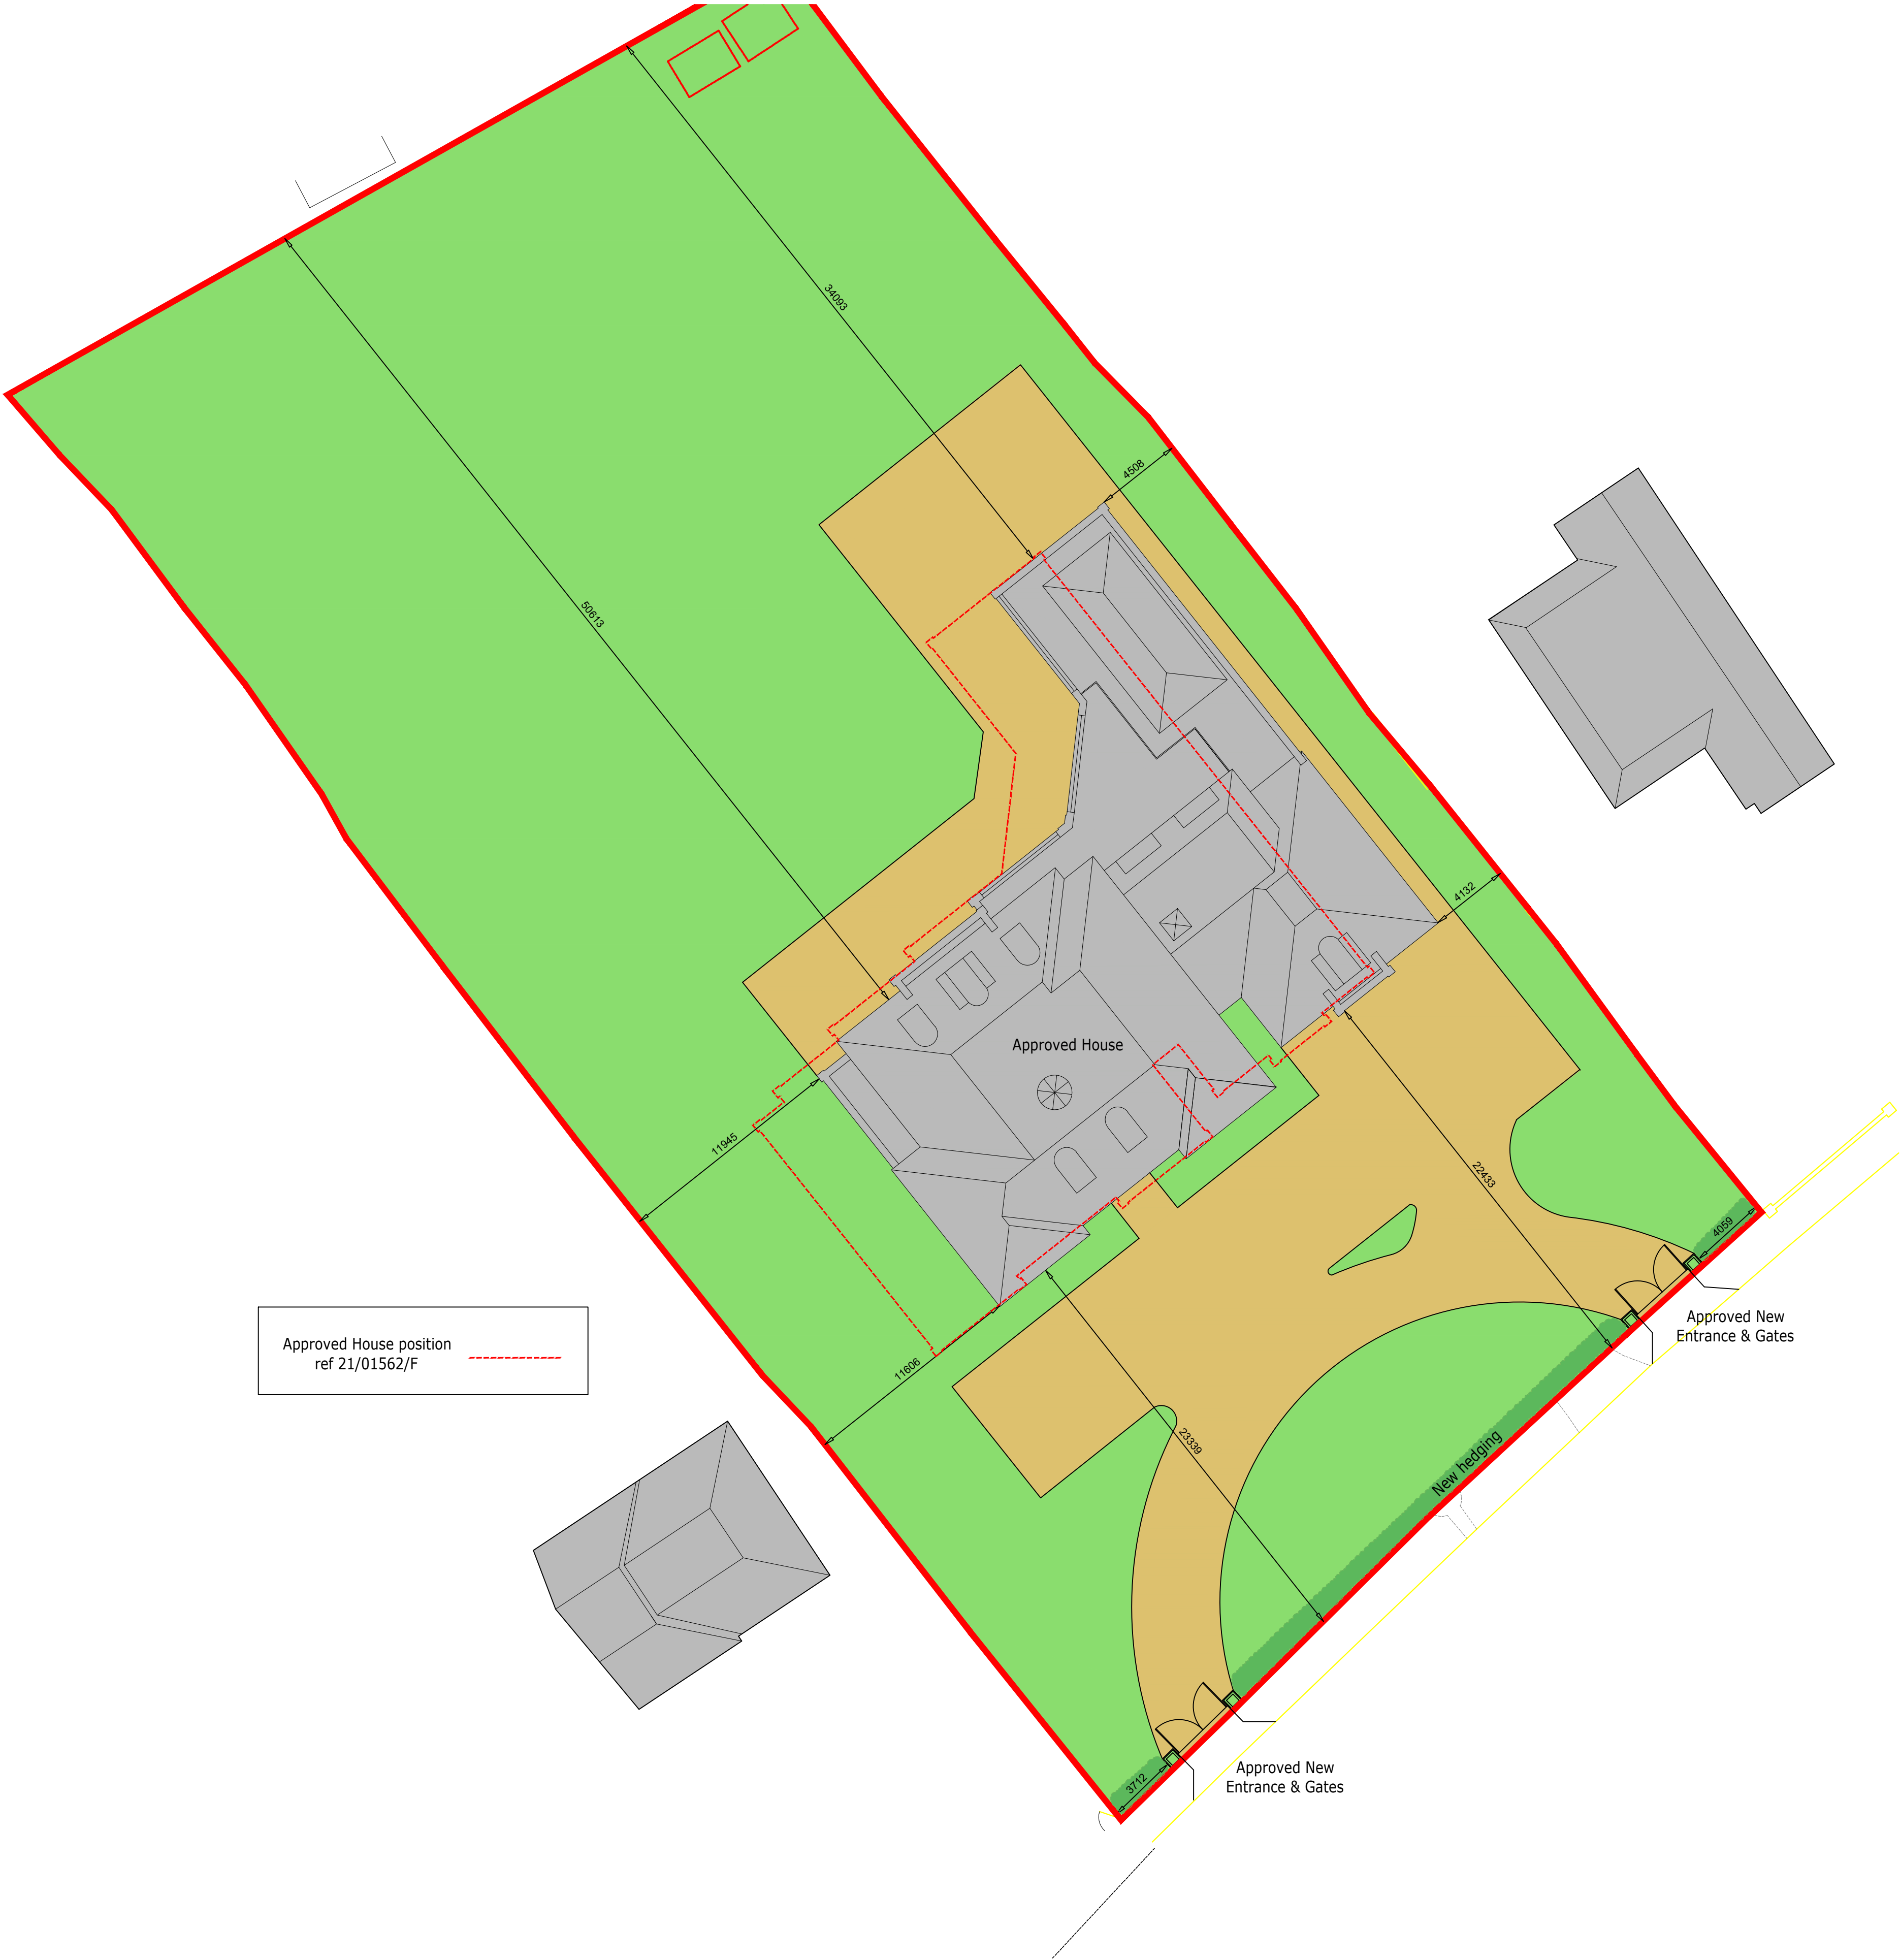 34093
4508
50613
4132
Approved House
11945
22433
4059
Approved New
Entrance & Gates
Approved House position
ref 21/01562/F
11606
23339
New hedging
Approved New
Entrance & Gates
3712